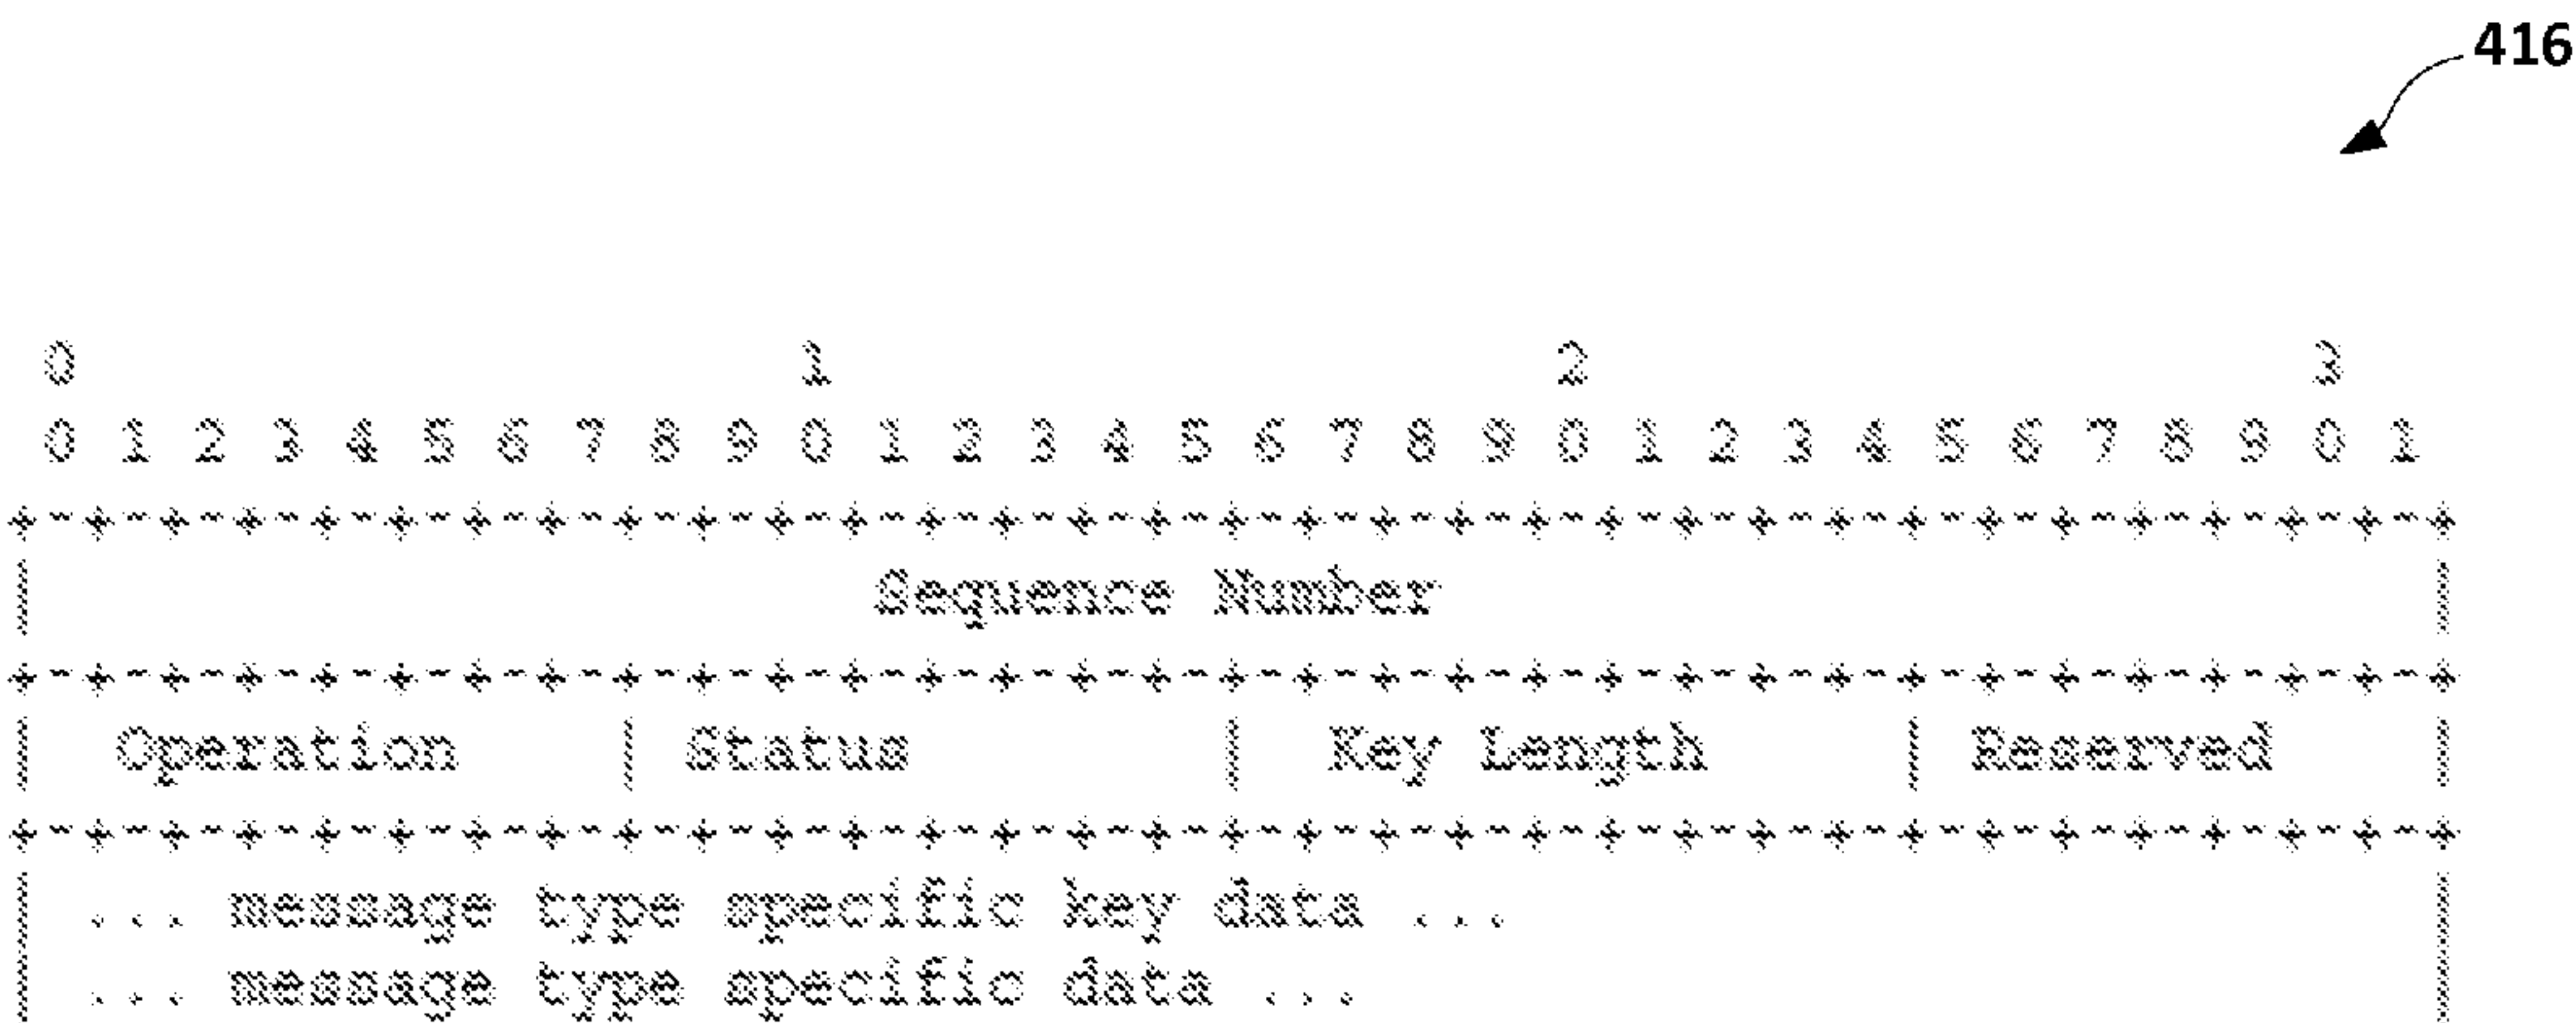 416
0                   1                   2                   3
0 1 2 3 4 5 6 7 8 9 0 1 2 3 4 5 6 7 8 9 0 1 2 3 4 5 6 7 8 9 0 1
+-+-+-+-+-+-+-+-+-+-+-+-+-+-+-+-+-+-+-+-+-+-+-+-+-+-+-+-+-+-+-+-+
|                      Sequence Number                          |
+-+-+-+-+-+-+-+-+-+-+-+-+-+-+-+-+-+-+-+-+-+-+-+-+-+-+-+-+-+-+-+-+
|  Operation    | Status        |  Key Length     | Reserved    |
+-+-+-+-+-+-+-+-+-+-+-+-+-+-+-+-+-+-+-+-+-+-+-+-+-+-+-+-+-+-+-+-+
| ... message type specific key data ...                        |
| ... message type specific data ...                            |